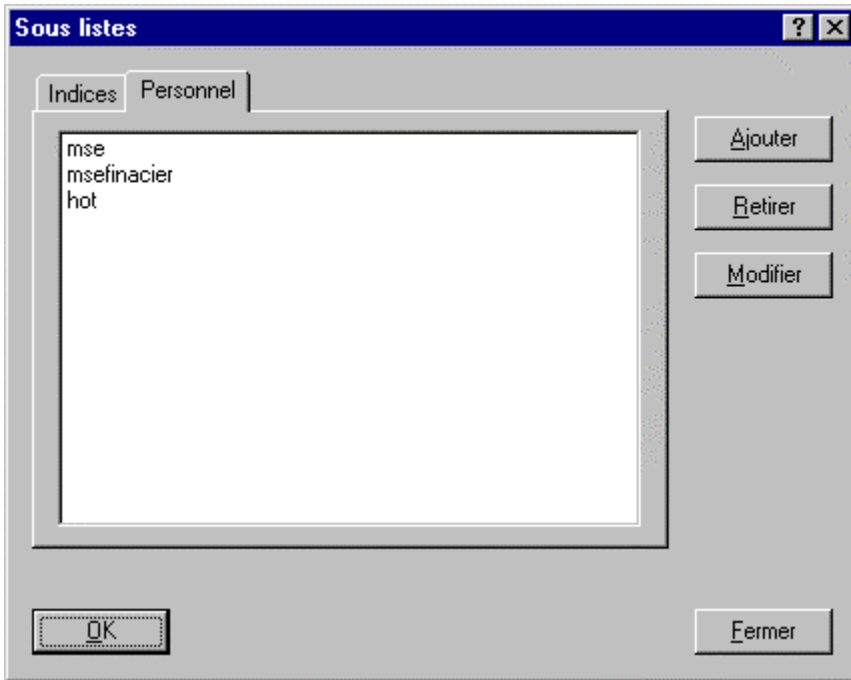 Sous listes
Indices Personnel
mse
msefinacier
hot
Ajouter
Retirer
Modifier
OK
Fermer